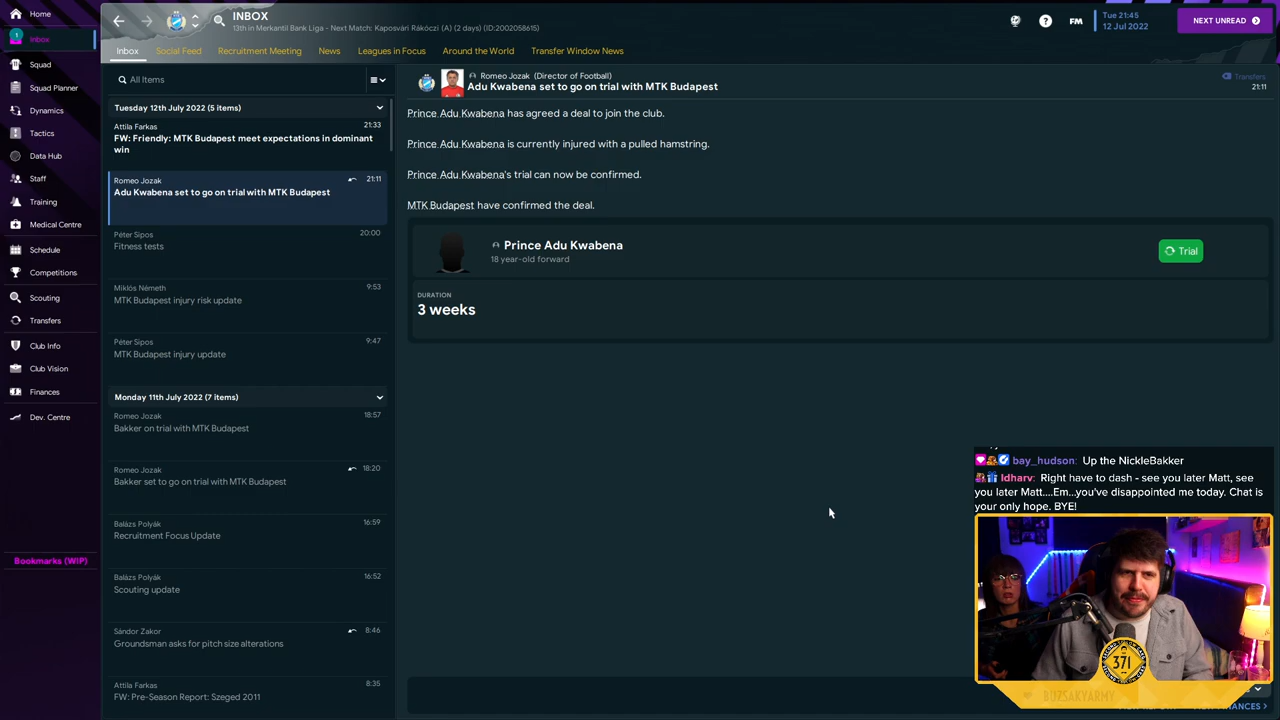 Home
1
Inbox
Squad
Squad Planner
Dynamics
Tactics
Data Hub
Staff
Training
Medical Centre
Schedule
Competitions
Scouting
Transfers
Club Info
Club Vision
Finances
Dev. Centre
Bookmarks (WIP)
INBOX
13th in Merkantil Bank Liga - Next Match: Kaposvári Rákóczi (A) (2 days) (ID:2002058615)
?
FM
Tue 21:45
12 Jul 2022
NEXT UNREAD
Inbox
Social Feed
Recruitment Meeting
News
Leagues in Focus
Around the World
Transfer Window News
All Items
Tuesday 12th July 2022 (5 items)
Attila Farkas
21:33
FW: Friendly: MTK Budapest meet expectations in dominant
win
Romeo Jozak
21:11
Adu Kwabena set to go on trial with MTK Budapest
Péter Sipos
20:00
Fitness tests
Miklós Németh
9:53
MTK Budapest injury risk update
Péter Sipos
9:47
MTK Budapest injury update
Monday 11th July 2022 (7 items)
Romeo Jozak
18:57
Bakker on trial with MTK Budapest
Romeo Jozak
18:20
Bakker set to go on trial with MTK Budapest
Balázs Polyák
16:59
Recruitment Focus Update
Balázs Polyák
16:52
Scouting update
Sándor Zakor
8:46
Groundsman asks for pitch size alterations
Attila Farkas
8:35
FW: Pre-Season Report: Szeged 2011
Romeo Jozak (Director of Football)
Adu Kwabena set to go on trial with MTK Budapest
Transfers
21:11
Prince Adu Kwabena has agreed a deal to join the club.
Prince Adu Kwabena is currently injured with a pulled hamstring.
Prince Adu Kwabena's trial can now be confirmed.
MTK Budapest have confirmed the deal.
Prince Adu Kwabena
18 year-old forward
Trial
DURATION
3 weeks
bay_hudson: Up the NickleBakker
ldharv: Right have to dash - see you later Matt, see
you later Matt....Em...you've disappointed me today. Chat is
your only hope. BYE!
371
BUZSAKYARMY